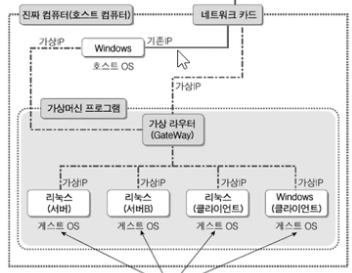 진짜 컴퓨터(호스트 컴퓨터)
네트워크 카드
가상IP
Windows
기존IP
호스트 OS
가상IP
가상머신 프로그램
가상 라우터
(GateWay)
가상IP
가상IP
가상IP
가상IP
리눅스
(서버)
리눅스
(서버B)
리눅스
(클라이언트)
Windows
(클라이언트)
게스트 OS
게스트 OS
게스트 OS
게스트 OS